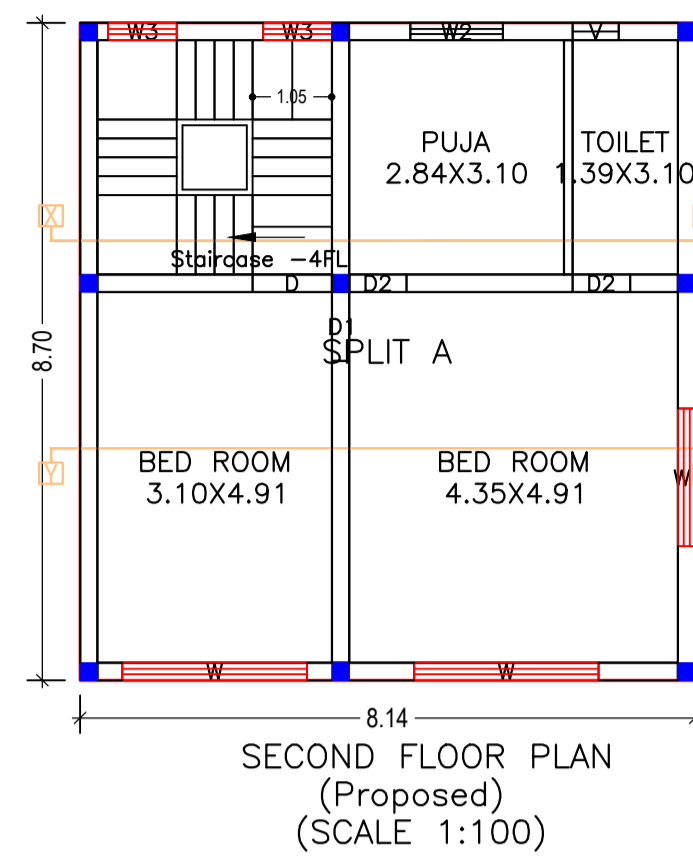 W3
W3
W2
V
1.05
PUJA
2.84X3.10
TOILET
1.39X3.10
X
Staircase -4FL
D
D2
D2
D1
SPLIT A
8.70
BED ROOM
3.10X4.91
BED ROOM
4.35X4.91
Y
W
W
W
8.14
SECOND FLOOR PLAN
(Proposed)
(SCALE 1:100)